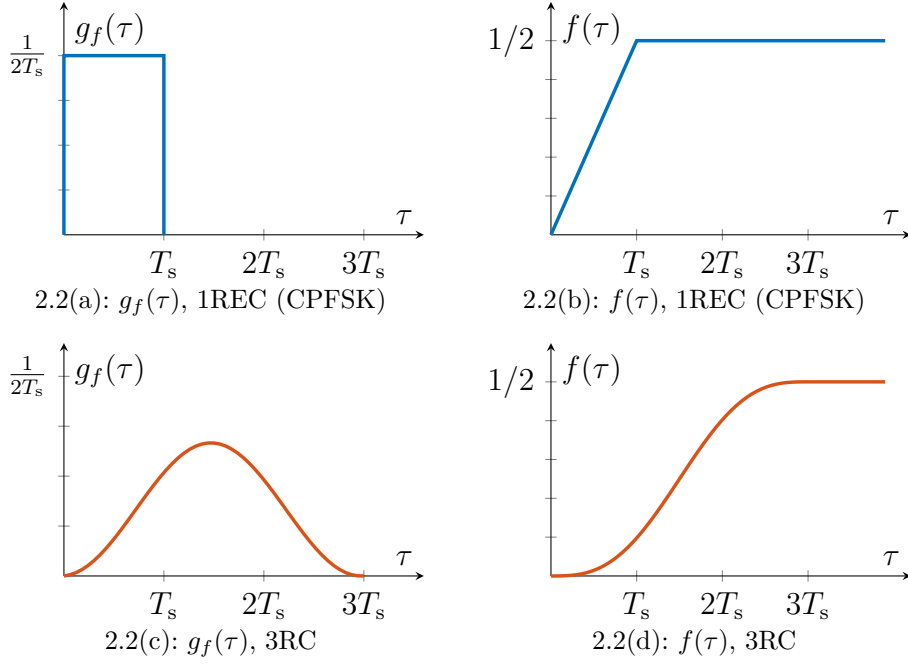 g_f(τ)
1/(2T_s)
τ
T_s 2T_s 3T_s
2.2(a): g_f(τ), 1REC (CPFSK)
f(τ)
1/2
τ
T_s 2T_s 3T_s
2.2(b): f(τ), 1REC (CPFSK)
g_f(τ)
1/(2T_s)
τ
T_s 2T_s 3T_s
2.2(c): g_f(τ), 3RC
f(τ)
1/2
τ
T_s 2T_s 3T_s
2.2(d): f(τ), 3RC